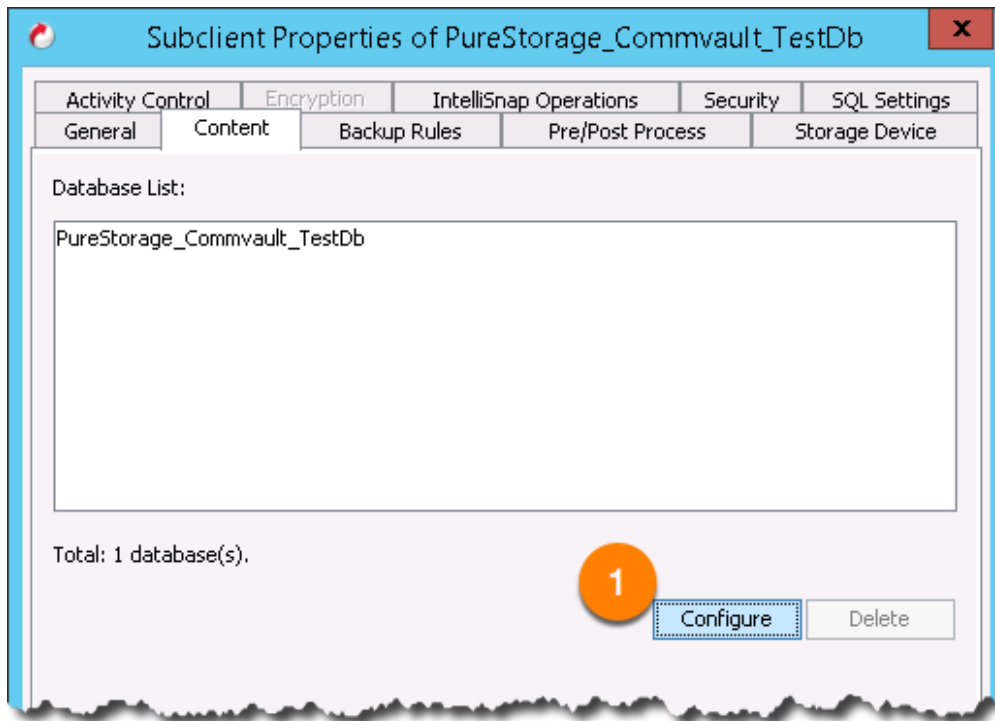 Subclient Properties of PureStorage_Commvault_TestDb x
Activity Control Encryption IntelliSnap Operations Security SQL Settings
General Content Backup Rules Pre/Post Process Storage Device
Database List:
PureStorage_Commvault_TestDb
Total: 1 database(s).
1
Configure Delete